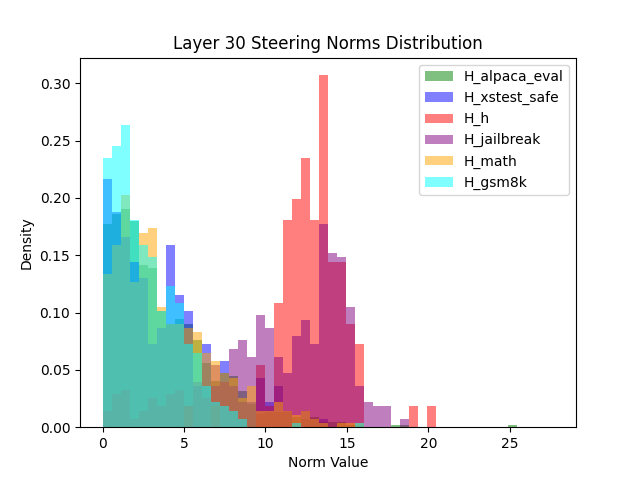 Layer 30 Steering Norms Distribution
H_alpaca_eval
H_xstest_safe
H_h
H_jailbreak
H_math
H_gsm8k
Density
0.30
0.25
0.20
0.15
0.10
0.05
0.00
0 5 10 15 20 25
Norm Value